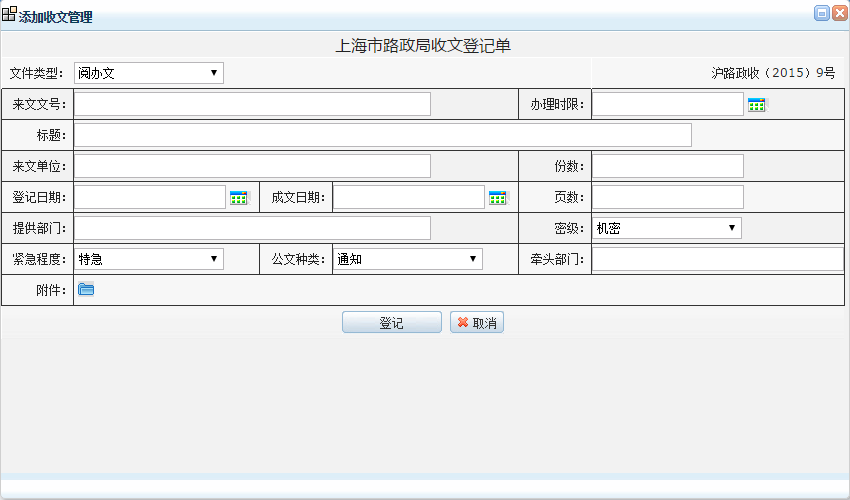 添加收文管理
上海市路政局收文登记单
文件类型： 阅办文 沪路政收（2015）9号
来文文号： 办理时限：
标题：
来文单位： 份数：
登记日期： 成文日期： 页数：
提供部门： 密级： 机密
紧急程度： 特急 公文种类： 通知 牵头部门：
附件：
登记 取消